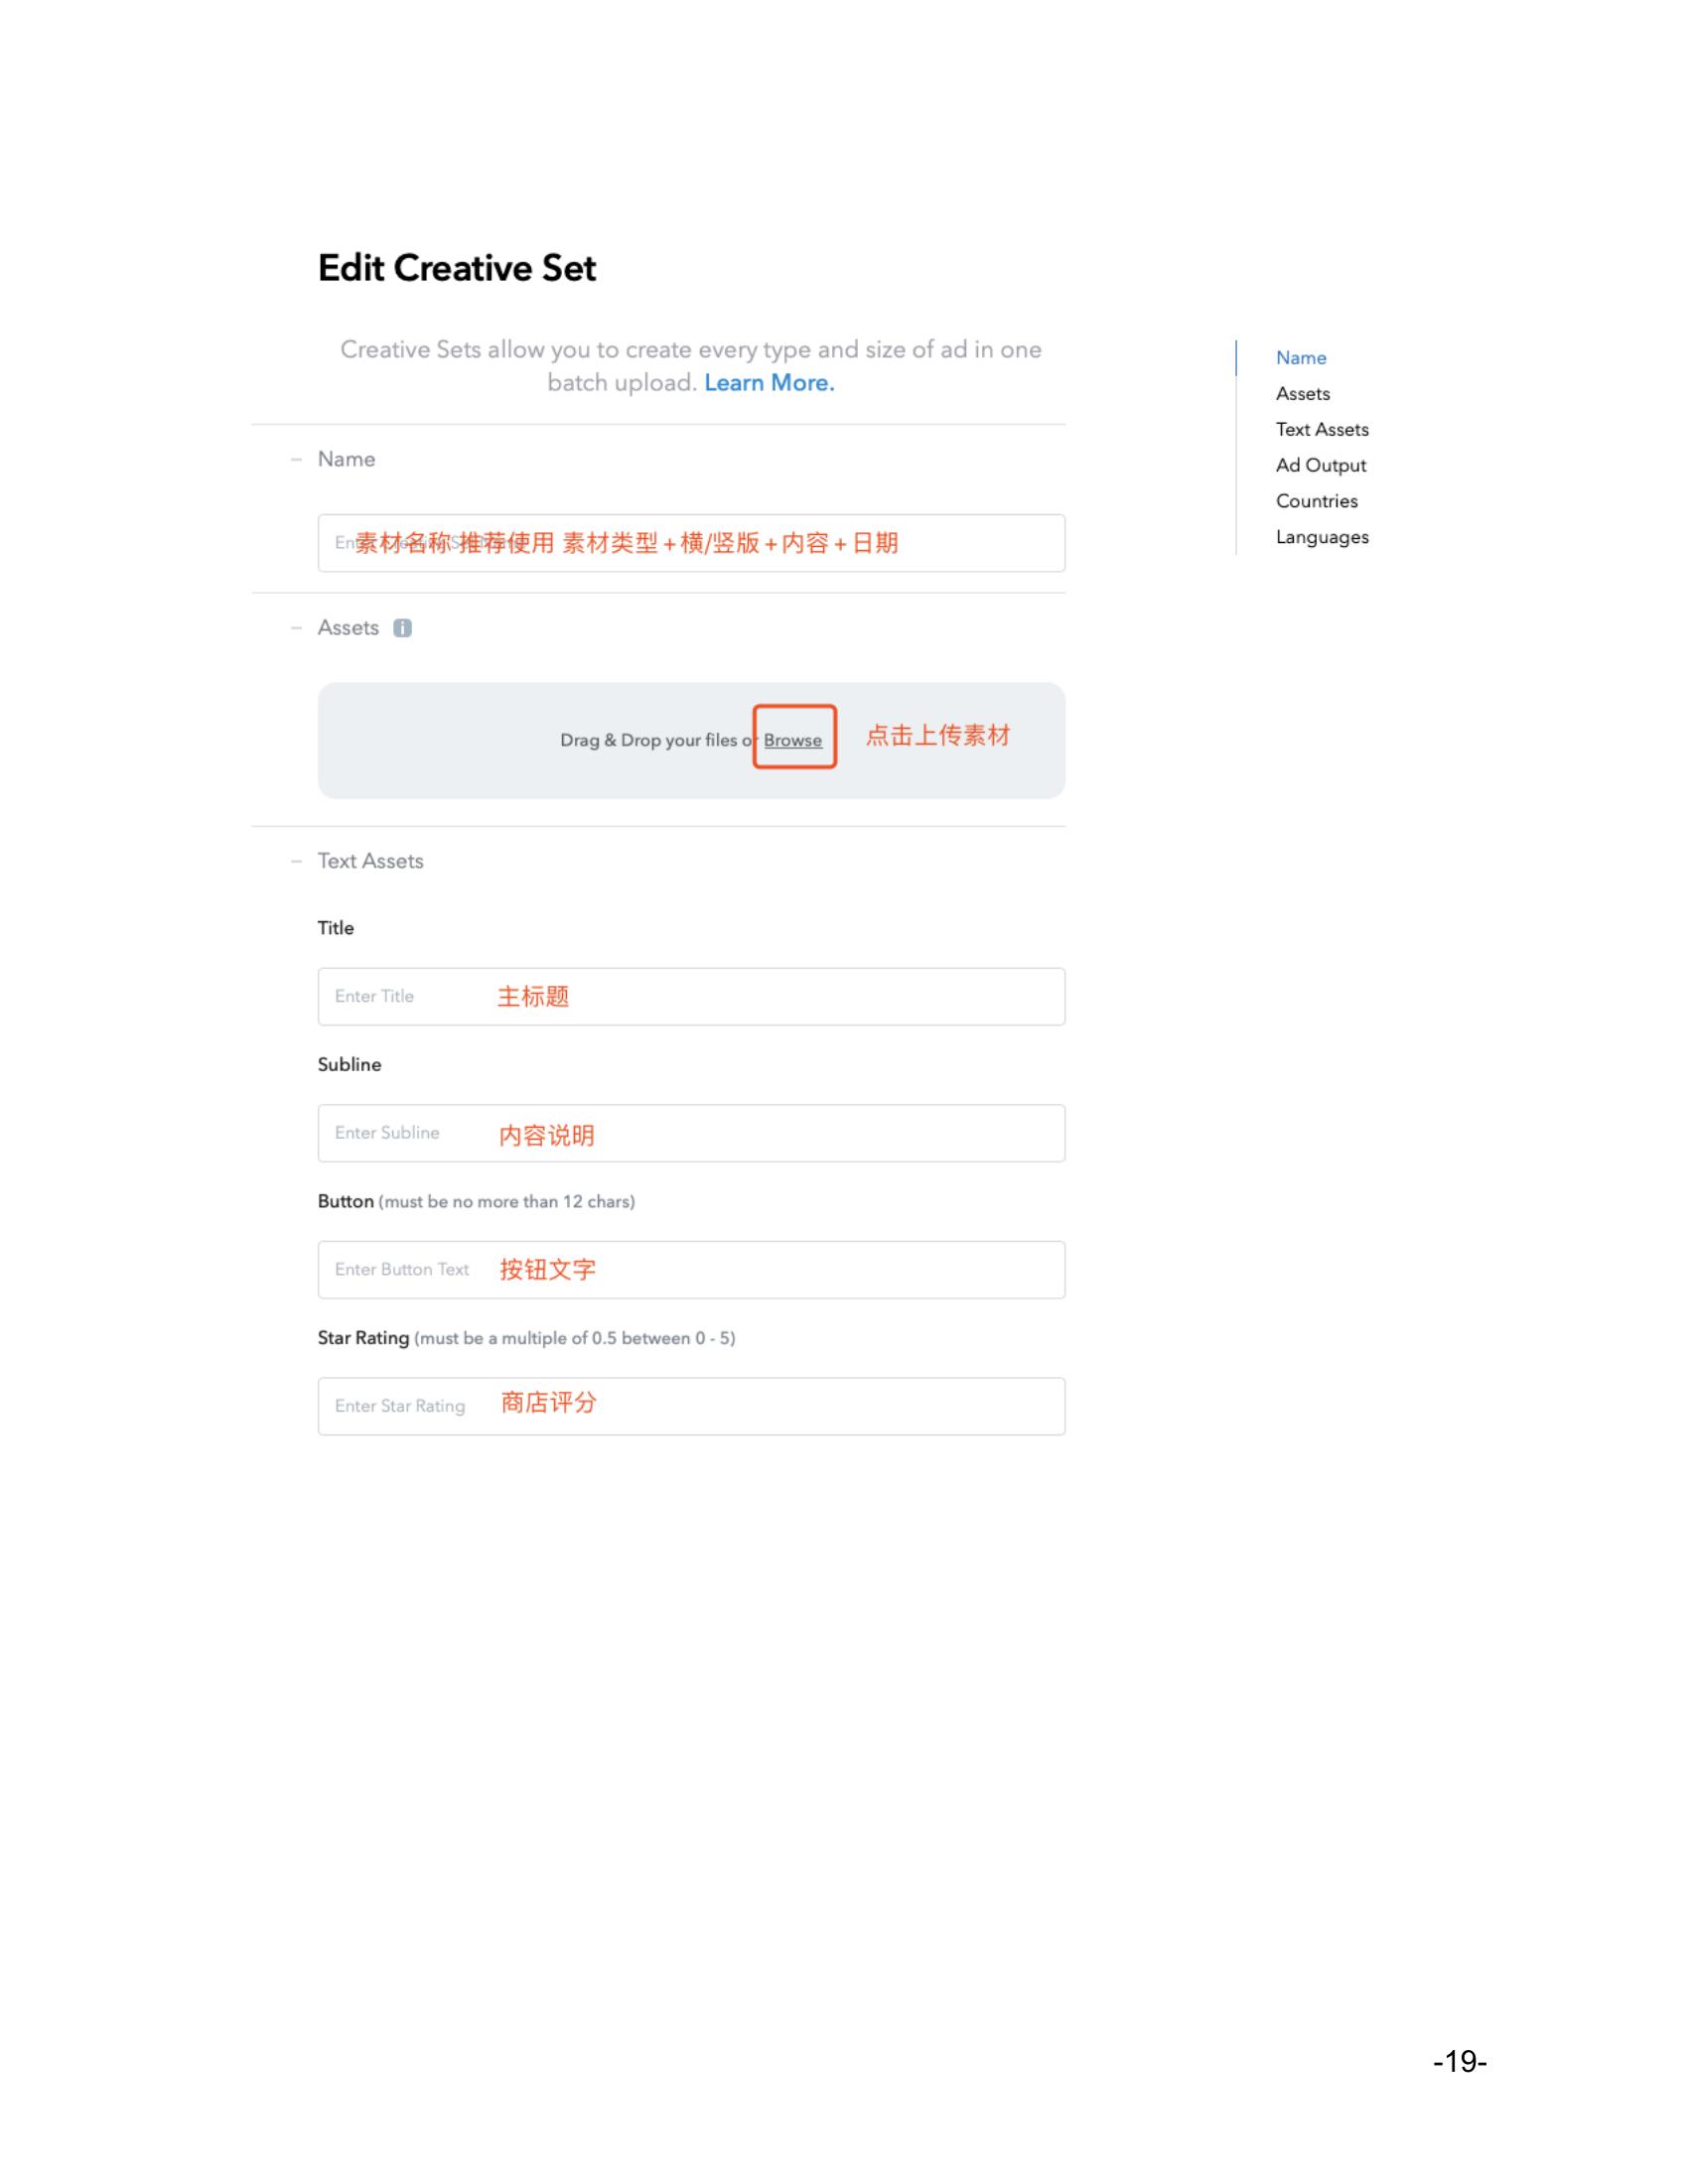 Edit Creative Set
Creative Sets allow you to create every type and size of ad in one
batch upload. Learn More.
Name
素材名称 推荐使用 素材类型+横/竖版+内容+日期
Assets
Drag & Drop your files or Browse
点击上传素材
Text Assets
Title
Enter Title
主标题
Subline
Enter Subline
内容说明
Button (must be no more than 12 chars)
Enter Button Text
按钮文字
Star Rating (must be a multiple of 0.5 between 0 - 5)
Enter Star Rating
商店评分
Name
Assets
Text Assets
Ad Output
Countries
Languages
-19-